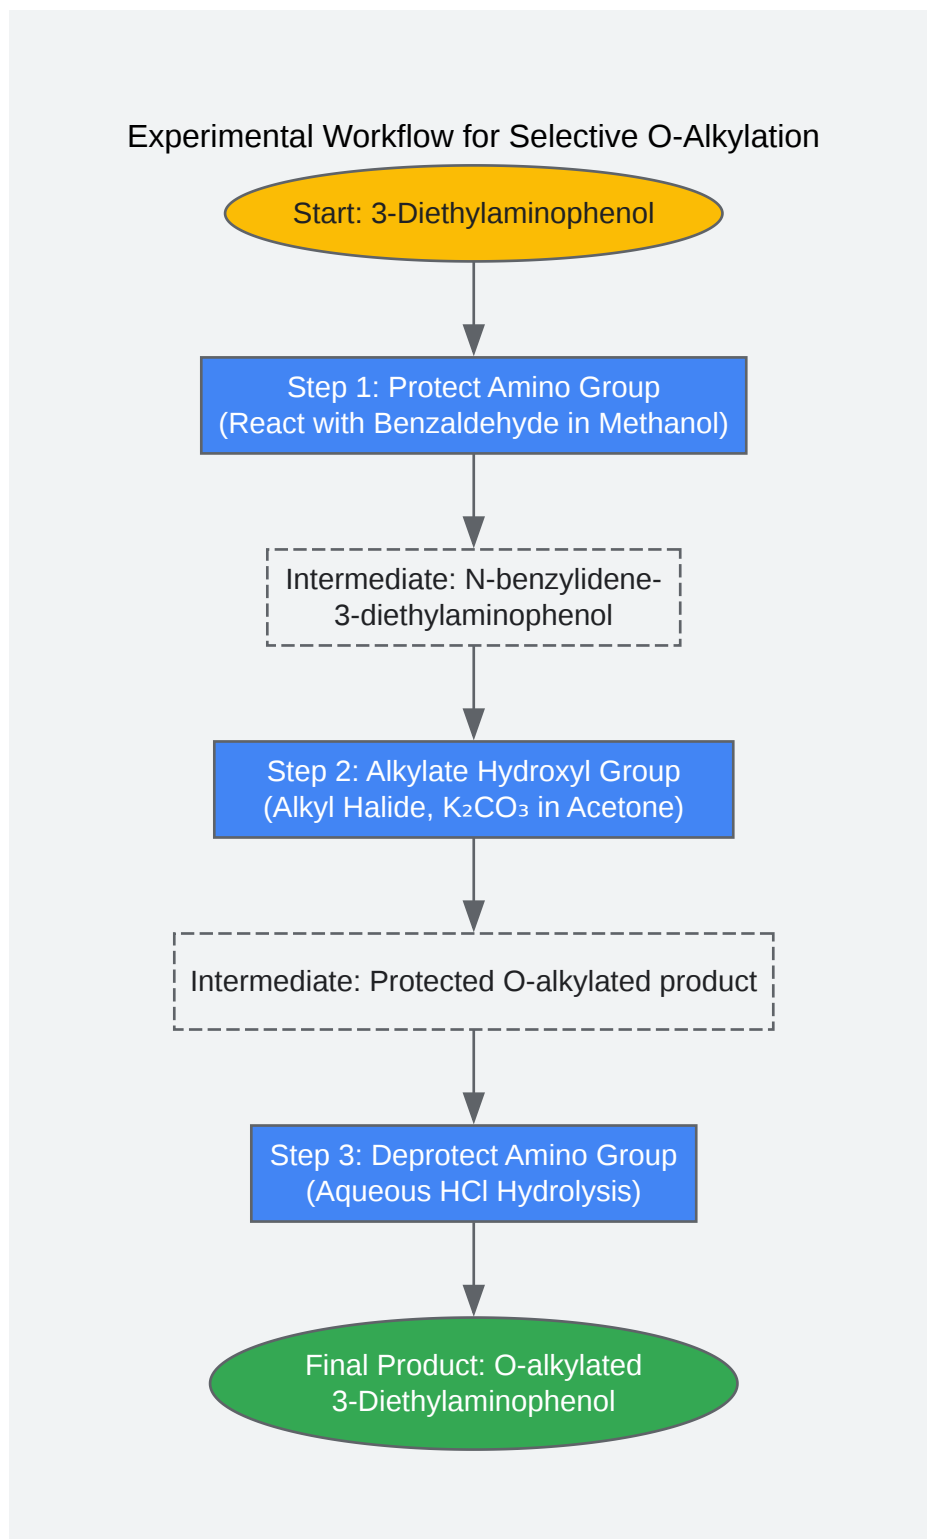 Experimental Workflow for Selective O-Alkylation
Start: 3-Diethylaminophenol
Step 1: Protect Amino Group
(React with Benzaldehyde in Methanol)
Intermediate: N-benzylidene-
3-diethylaminophenol
Step 2: Alkylate Hydroxyl Group
(Alkyl Halide, K₂CO₃ in Acetone)
Intermediate: Protected O-alkylated product
Step 3: Deprotect Amino Group
(Aqueous HCl Hydrolysis)
Final Product: O-alkylated
3-Diethylaminophenol